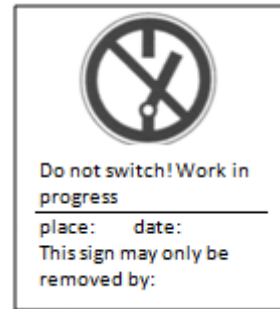 Do not switch! Work in
progress
place: date:
This sign may only be
removed by: